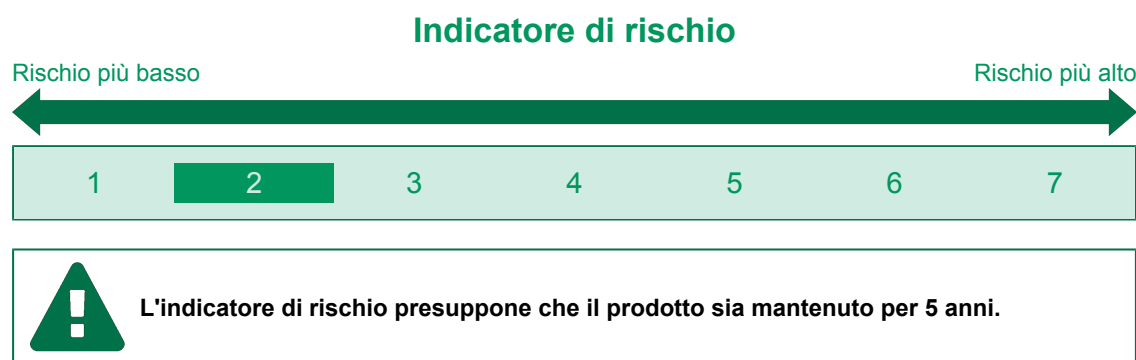 Indicatore di rischio
Rischio più basso Rischio più alto
1 2 3 4 5 6 7
L'indicatore di rischio presuppone che il prodotto sia mantenuto per 5 anni.